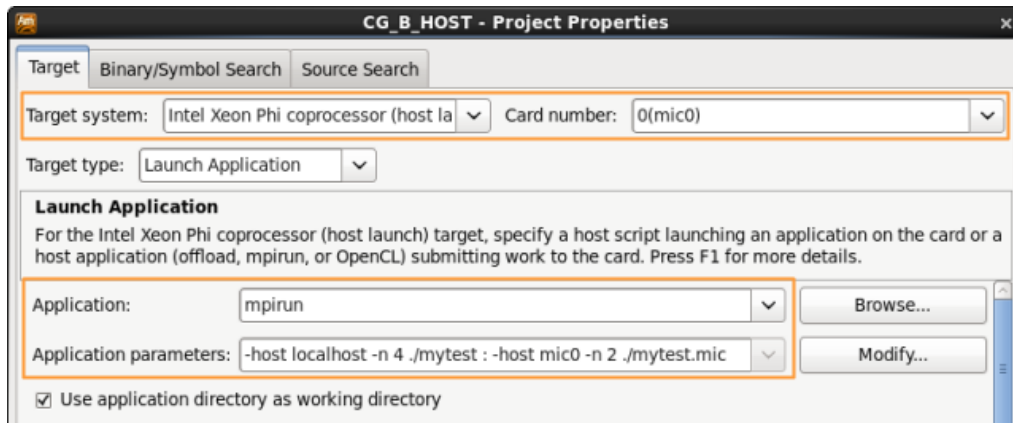 CG_B_HOST - Project Properties
Target Binary/Symbol Search Source Search
Target system: Intel Xeon Phi coprocessor (host la Card number: 0(mic0)
Target type: Launch Application
Launch Application
For the Intel Xeon Phi coprocessor (host launch) target, specify a host script launching an application on the card or a
host application (offload, mpirun, or OpenCL) submitting work to the card. Press F1 for more details.
Application: mpirun Browse...
Application parameters: -host localhost -n 4 ./mytest : -host mic0 -n 2 ./mytest.mic Modify...
Use application directory as working directory